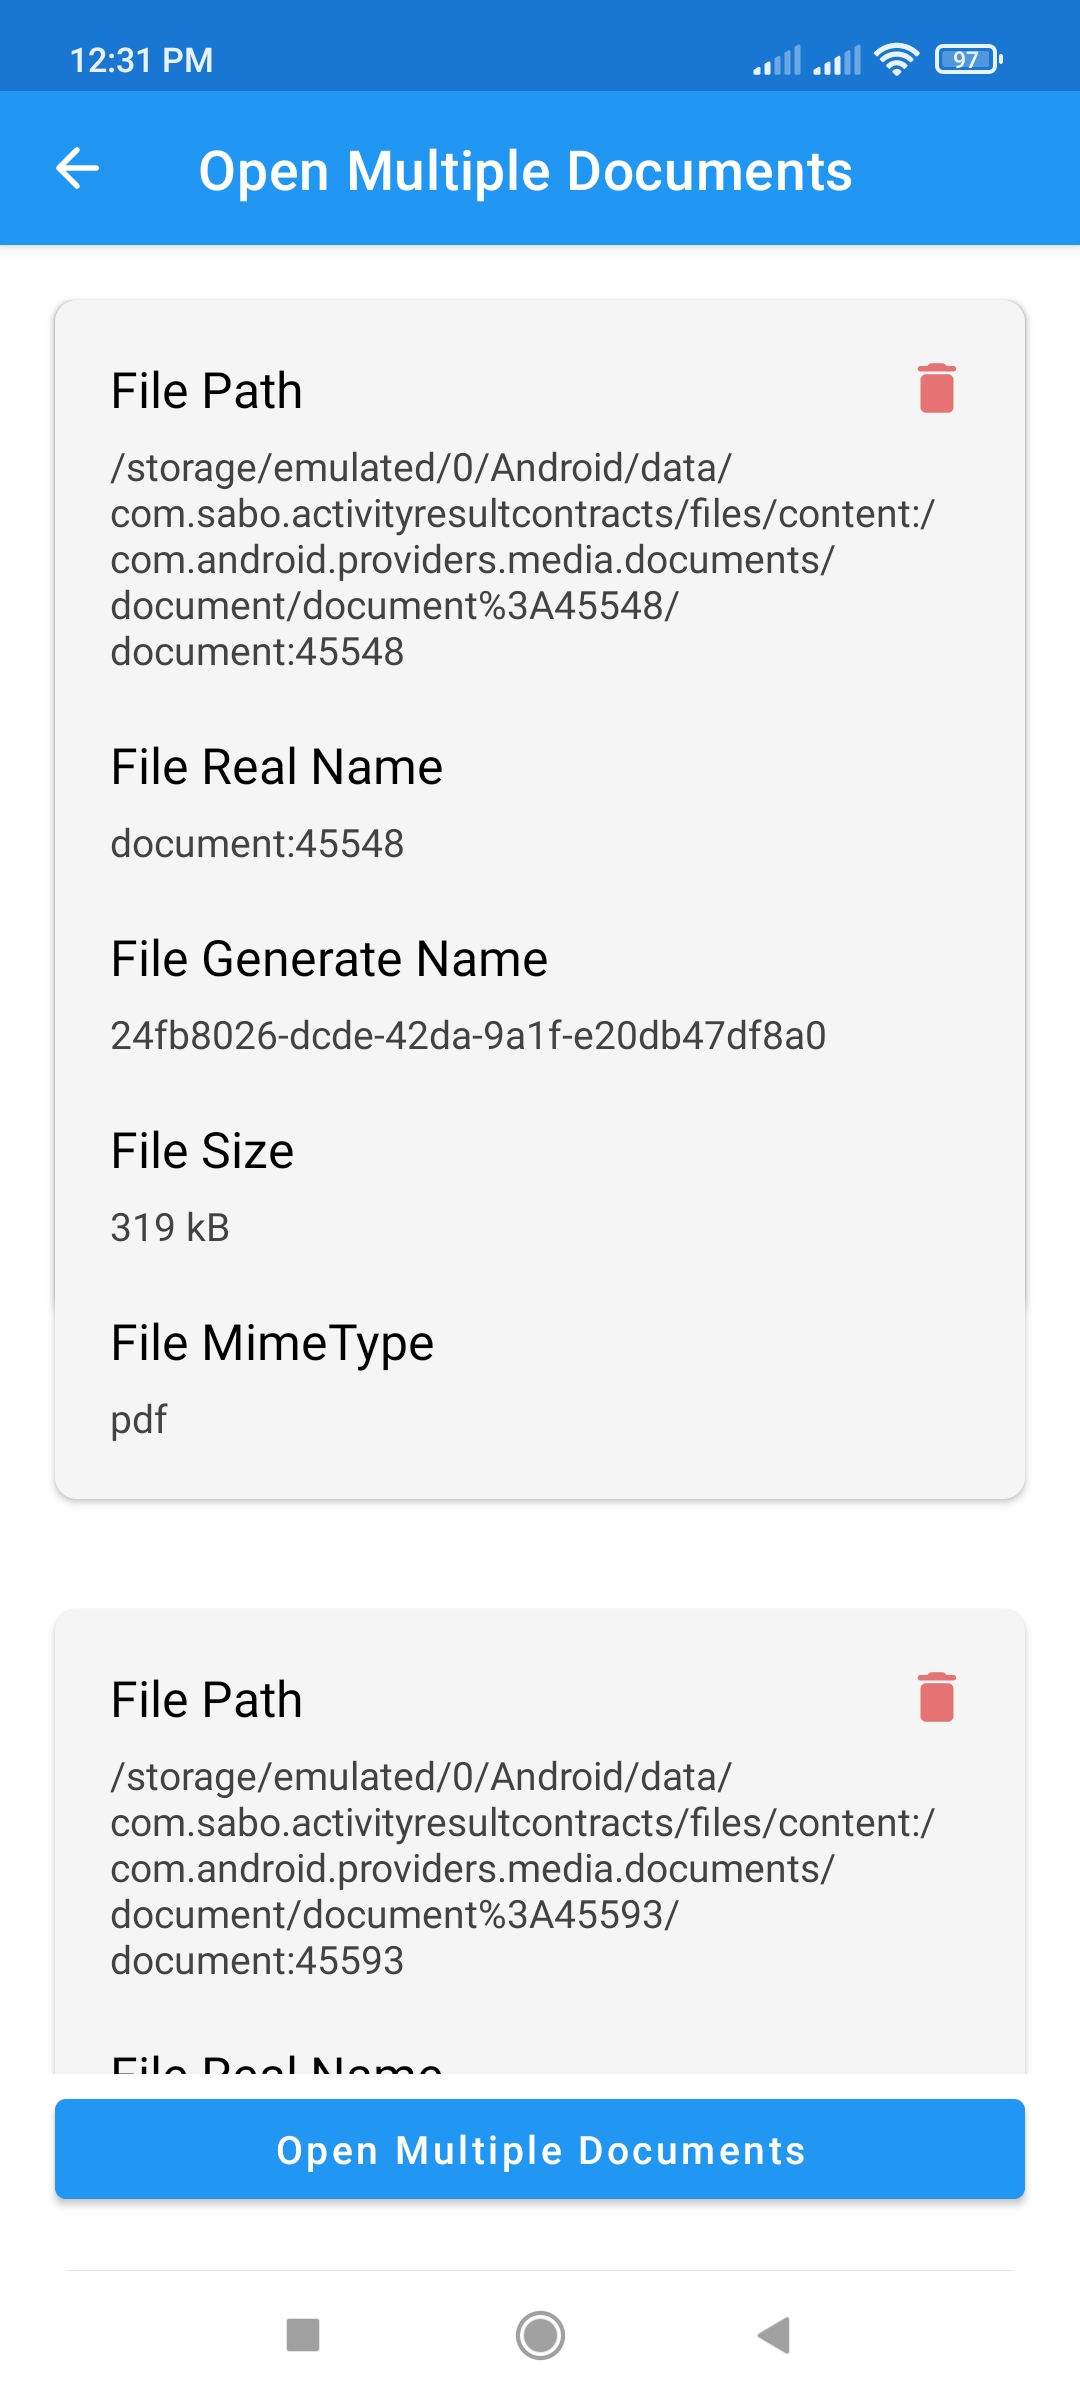 12:31 PM
97
Open Multiple Documents
File Path
/storage/emulated/0/Android/data/
com.sabo.activityresultcontracts/files/content:/
com.android.providers.media.documents/
document/document%3A45548/
document:45548
File Real Name
document:45548
File Generate Name
24fb8026-dcde-42da-9a1f-e20db47df8a0
File Size
319 kB
File MimeType
pdf
File Path
/storage/emulated/0/Android/data/
com.sabo.activityresultcontracts/files/content:/
com.android.providers.media.documents/
document/document%3A45593/
document:45593
File Real Name
Open Multiple Documents